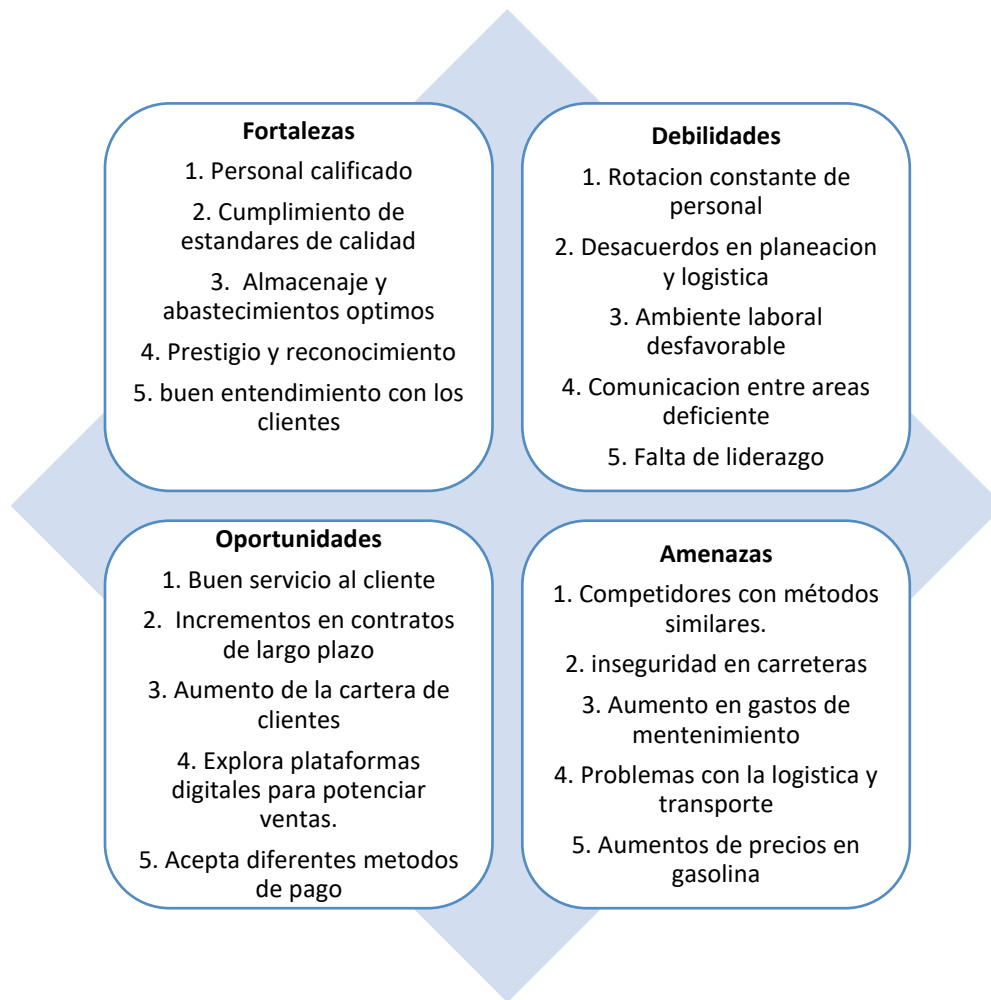 Fortalezas
1. Personal calificado
2. Cumplimiento de
estandares de calidad
3. Almacenaje y
abastecimientos optimos
4. Prestigio y reconocimiento
5. buen entendimiento con los
clientes
Debilidades
1. Rotacion constante de
personal
2. Desacuerdos en planeacion
y logistica
3. Ambiente laboral
desfavorable
4. Comunicacion entre areas
deficiente
5. Falta de liderazgo
Oportunidades
1. Buen servicio al cliente
2. Incrementos en contratos
de largo plazo
3. Aumento de la cartera de
clientes
4. Explora plataformas
digitales para potenciar
ventas.
5. Acepta diferentes metodos
de pago
Amenazas
1. Competidores con métodos
similares.
2. inseguridad en carreteras
3. Aumento en gastos de
mentenimiento
4. Problemas con la logistica y
transporte
5. Aumentos de precios en
gasolina